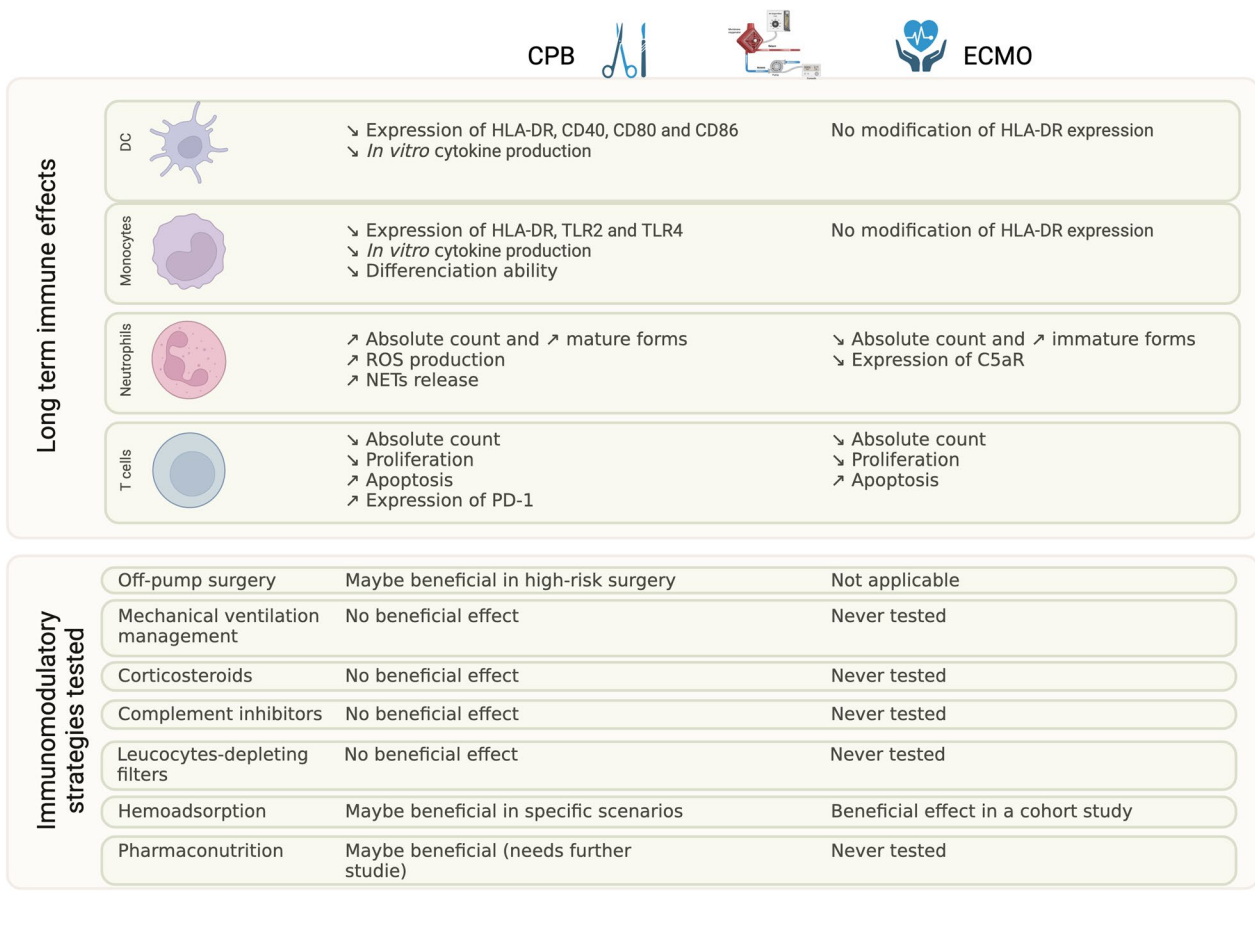 CPB
ECMO
Long term immune effects
DC
↘ Expression of HLA-DR, CD40, CD80 and CD86
↘ In vitro cytokine production
No modification of HLA-DR expression
Monocytes
↘ Expression of HLA-DR, TLR2 and TLR4
↘ In vitro cytokine production
↘ Differenciation ability
No modification of HLA-DR expression
Neutrophils
↗ Absolute count and ↗ mature forms
↗ ROS production
↗ NETs release
↘ Absolute count and ↗ immature forms
↘ Expression of C5aR
T cells
↘ Absolute count
↘ Proliferation
↗ Apoptosis
↗ Expression of PD-1
↘ Absolute count
↘ Proliferation
↗ Apoptosis
Immunomodulatory
strategies tested
Off-pump surgery
Maybe beneficial in high-risk surgery
Not applicable
Mechanical ventilation
management
No beneficial effect
Never tested
Corticosteroids
No beneficial effect
Never tested
Complement inhibitors
No beneficial effect
Never tested
Leucocytes-depleting
filters
No beneficial effect
Never tested
Hemoadsorption
Maybe beneficial in specific scenarios
Beneficial effect in a cohort study
Pharmaconutrition
Maybe beneficial (needs further
studie)
Never tested